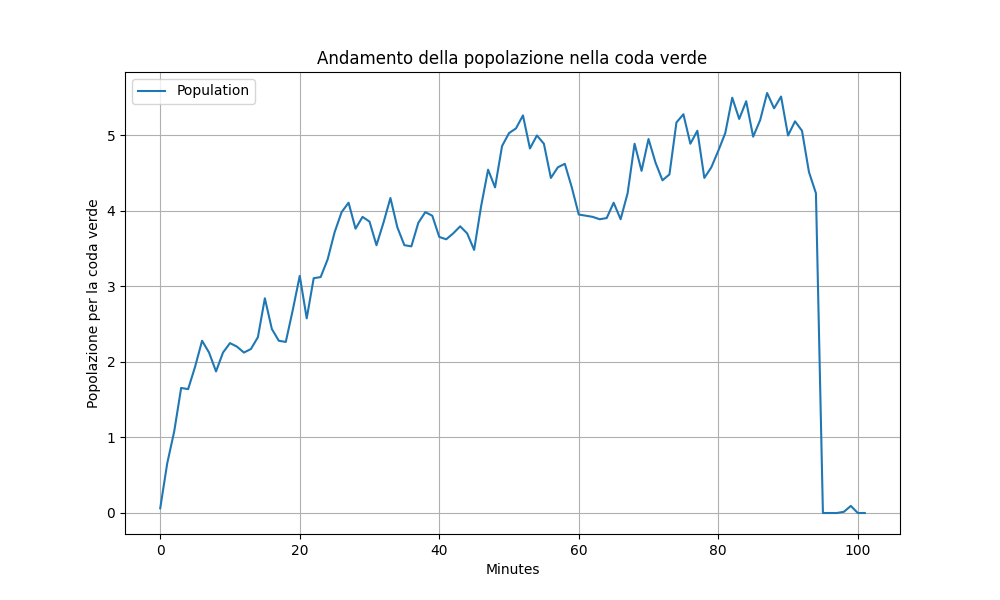 Andamento della popolazione nella coda verde
Population
Popolazione per la coda verde
5
4
3
2
1
0
0 20 40 60 80 100
Minutes